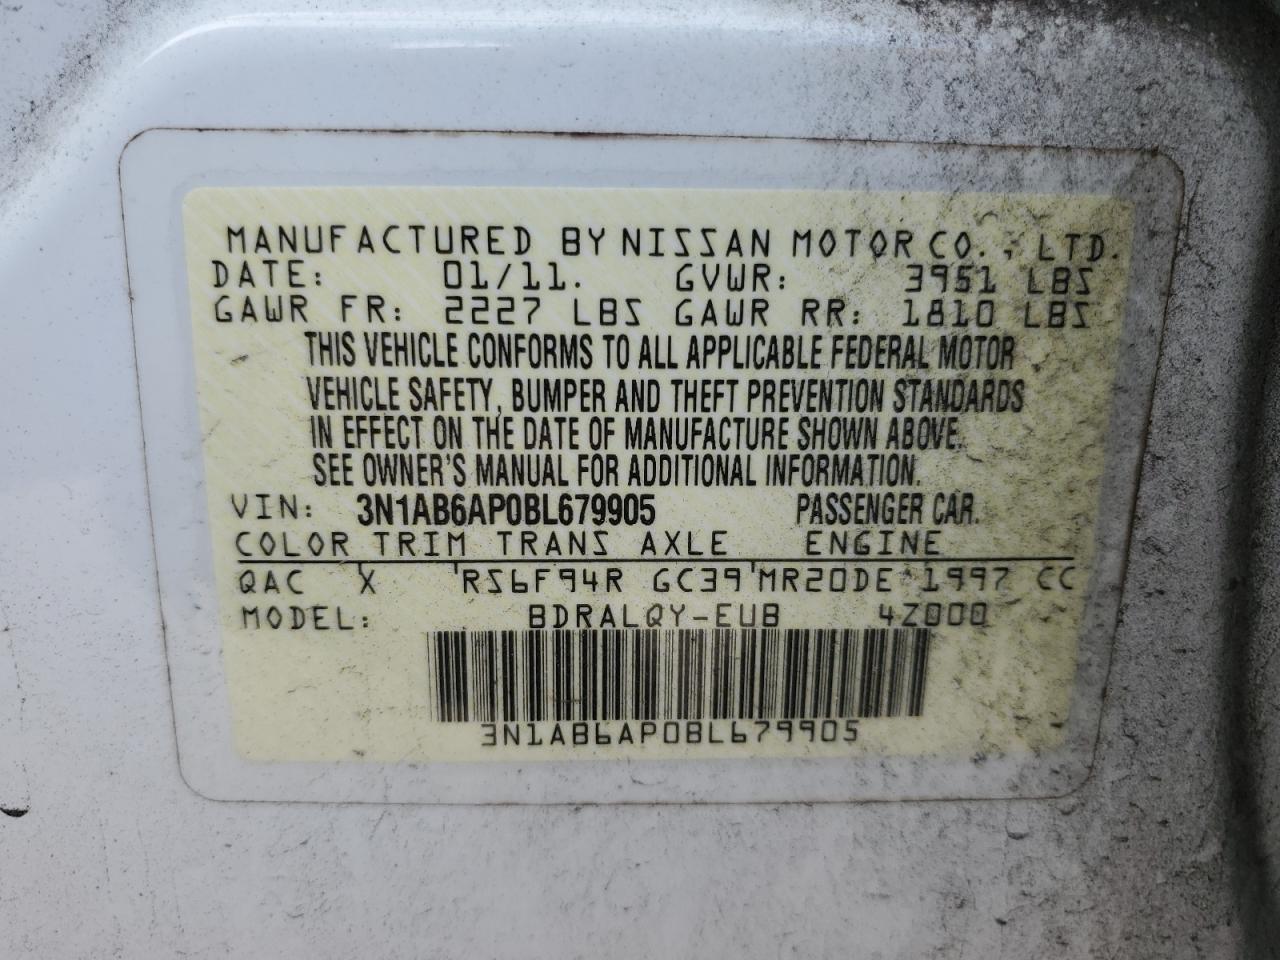 MANUFACTURED BY NISSAN MOTOR CO., LTD.
DATE: 01/11. GVWR: 3951 LBS
GAWR FR: 2227 LBS GAWR RR: 1810 LBS
THIS VEHICLE CONFORMS TO ALL APPLICABLE FEDERAL MOTOR
VEHICLE SAFETY, BUMPER AND THEFT PREVENTION STANDARDS
IN EFFECT ON THE DATE OF MANUFACTURE SHOWN ABOVE.
SEE OWNER'S MANUAL FOR ADDITIONAL INFORMATION.
VIN: 3N1AB6AP0BL679905 PASSENGER CAR.
COLOR TRIM TRANS AXLE ENGINE
QAC X RS6F94R GC39 MR20DE 1997 CC
MODEL: BDRALQY-EUB 4Z000
3N1AB6AP0BL679905